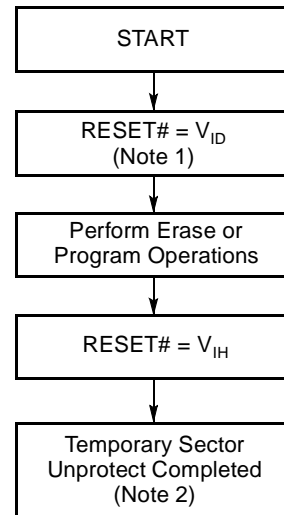 START
RESET# = V_ID
(Note 1)
Perform Erase or
Program Operations
RESET# = V_IH
Temporary Sector
Unprotect Completed
(Note 2)